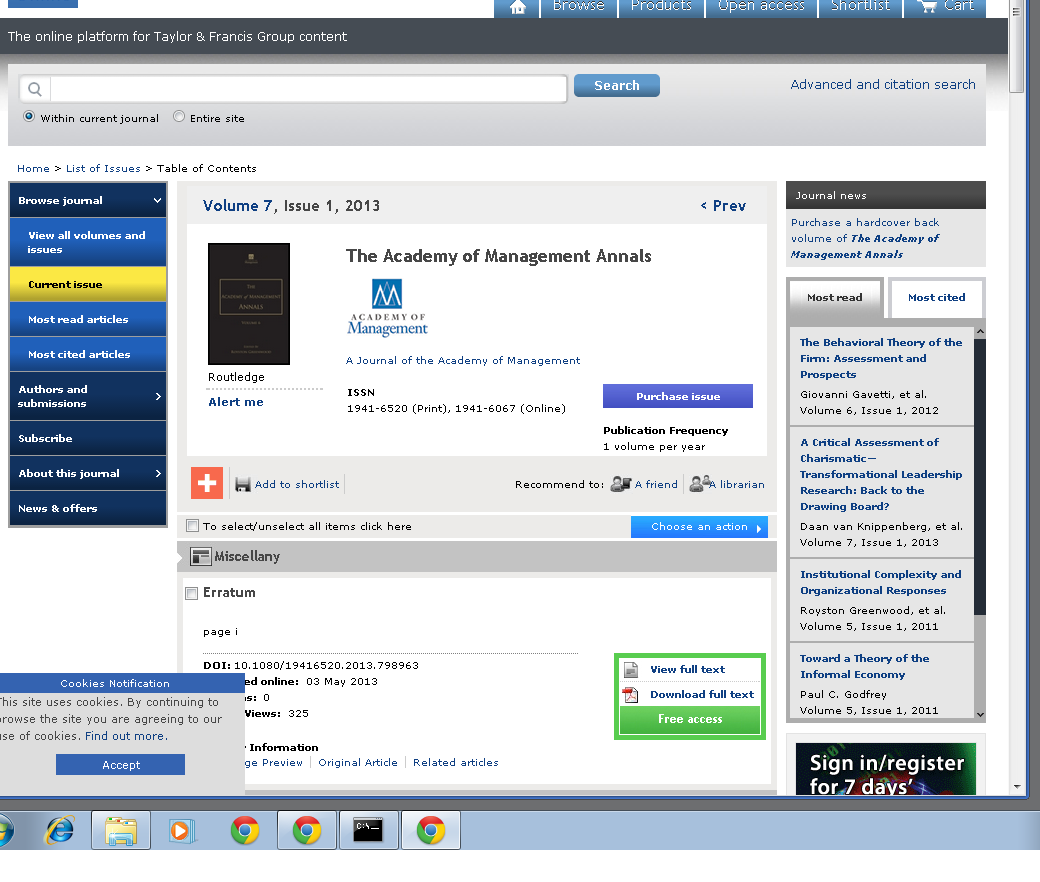 Browse
Products
Open access
Shortlist
Cart
The online platform for Taylor & Francis Group content
Search
Advanced and citation search
Within current journal
Entire site
Home > List of Issues > Table of Contents
Browse journal
View all volumes and
issues
Current issue
Most read articles
Most cited articles
Authors and
submissions
Subscribe
About this journal
News & offers
Volume 7, Issue 1, 2013
< Prev
THE
ACADEMY OF MANAGEMENT
ANNALS
Routledge
Alert me
The Academy of Management Annals
ACADEMY OF
Management
A Journal of the Academy of Management
ISSN
1941-6520 (Print), 1941-6067 (Online)
Purchase issue
Publication Frequency
1 volume per year
Add to shortlist
Recommend to:
A friend
A librarian
To select/unselect all items click here
Choose an action
Miscellany
Erratum
page i
DOI: 10.1080/19416520.2013.798963
ed online: 03 May 2013
s: 0
Views: 325
y Information
ge Preview
Original Article
Related articles
View full text
Download full text
Free access
Journal news
Purchase a hardcover back
volume of The Academy of
Management Annals
Most read
Most cited
The Behavioral Theory of the
Firm: Assessment and
Prospects
Giovanni Gavetti, et al.
Volume 6, Issue 1, 2012
A Critical Assessment of
Charismatic—
Transformational Leadership
Research: Back to the
Drawing Board?
Daan van Knippenberg, et al.
Volume 7, Issue 1, 2013
Institutional Complexity and
Organizational Responses
Royston Greenwood, et al.
Volume 5, Issue 1, 2011
Toward a Theory of the
Informal Economy
Paul C. Godfrey
Volume 5, Issue 1, 2011
Sign in/register
for 7 days'
Cookies Notification
This site uses cookies. By continuing to
browse the site you are agreeing to our
use of cookies. Find out more.
Accept
C:\_